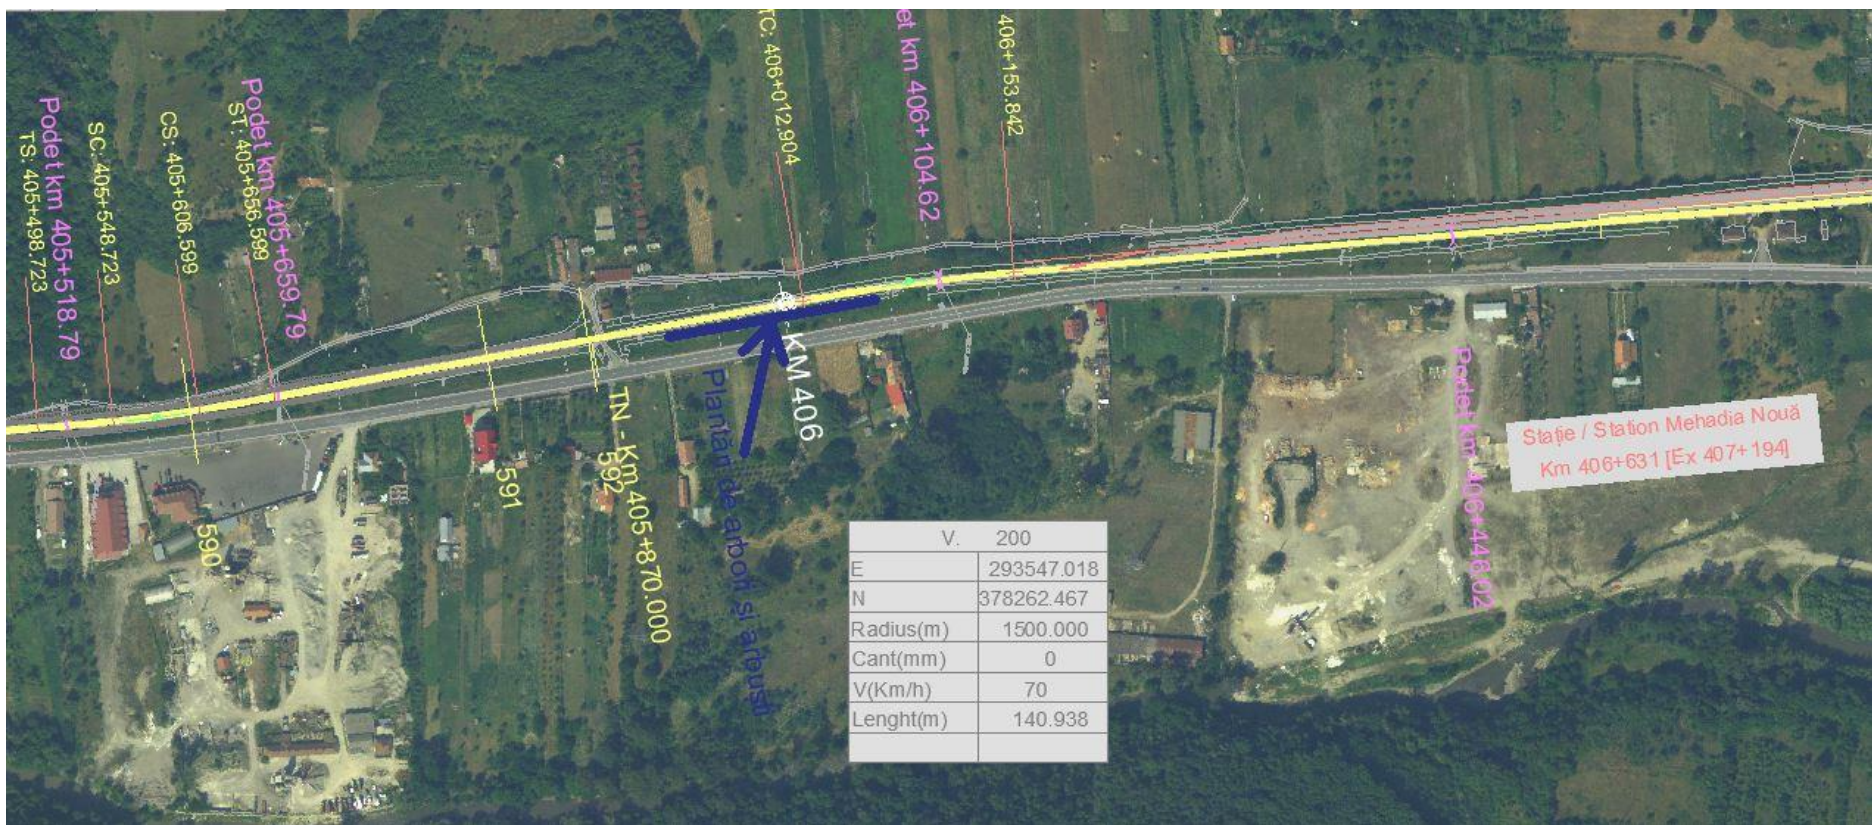 Podet km 405+518.79
TS: 405+498.723
SC: 405+548.723
CS: 405+606.599
Podet km 405+659.79
ST: 405+656.599
TC: 406+012.904
et km 406+104.62
406+153.842
590
591
592
TN - Km 405+870.000
KM 406
Plantări de arbori și arbuști
Podet km 406+446.02
Stație / Station Mehadia Nouă
Km 406+631 [Ex 407+194]
V. 200
E 293547.018
N 378262.467
Radius(m) 1500.000
Cant(mm) 0
V(Km/h) 70
Lenght(m) 140.938